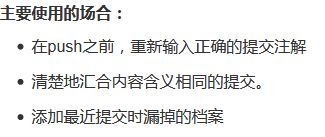 主要使用的场合：
• 在push之前，重新输入正确的提交注解
• 清楚地汇合内容含义相同的提交。
• 添加最近提交时漏掉的档案